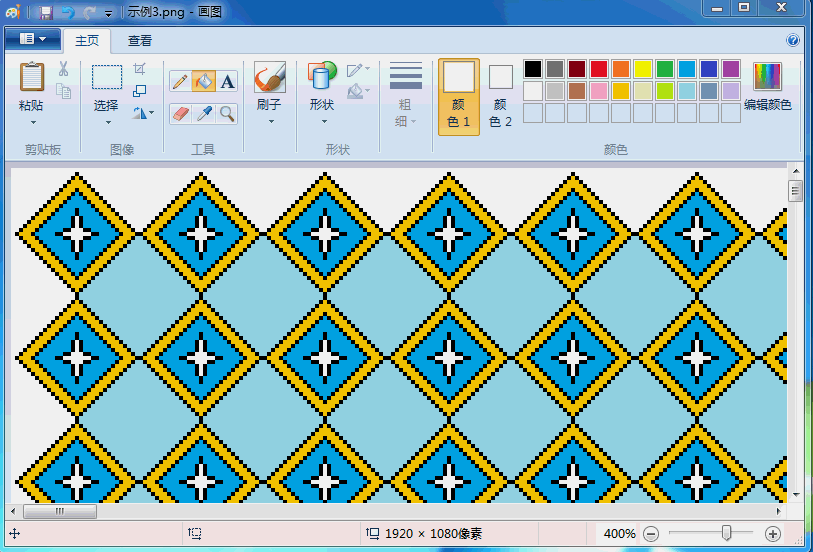 示例3.png - 画图
主页
查看
粘贴
剪贴板
选择
图像
A
工具
刷子
形状
形状
粗
细
颜
色 1
颜
色 2
编辑颜色
颜色
1920 × 1080像素
400%